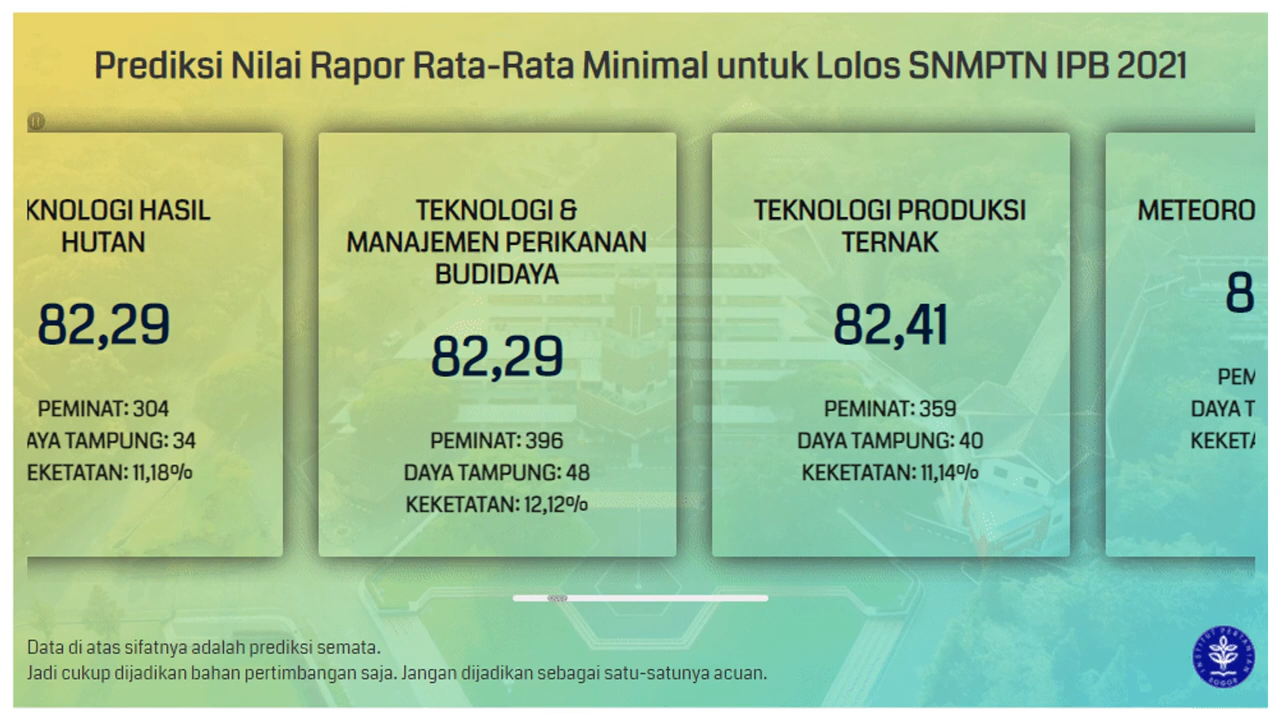 Prediksi Nilai Rapor Rata-Rata Minimal untuk Lolos SNMPTN IPB 2021
KNOLOGI HASIL
HUTAN
82,29
PEMINAT: 304
AYA TAMPUNG: 34
EKETATAN: 11,18%
TEKNOLOGI &
MANAJEMEN PERIKANAN
BUDIDAYA
82,29
PEMINAT: 396
DAYA TAMPUNG: 48
KEKETATAN: 12,12%
TEKNOLOGI PRODUKSI
TERNAK
82,41
PEMINAT: 359
DAYA TAMPUNG: 40
KEKETATAN: 11,14%
METEORO
8
PEM
DAYA T
KEKETA
Data di atas sifatnya adalah prediksi semata.
Jadi cukup dijadikan bahan pertimbangan saja. Jangan dijadikan sebagai satu-satunya acuan.
INSTITUT PERTANIAN
BOGOR